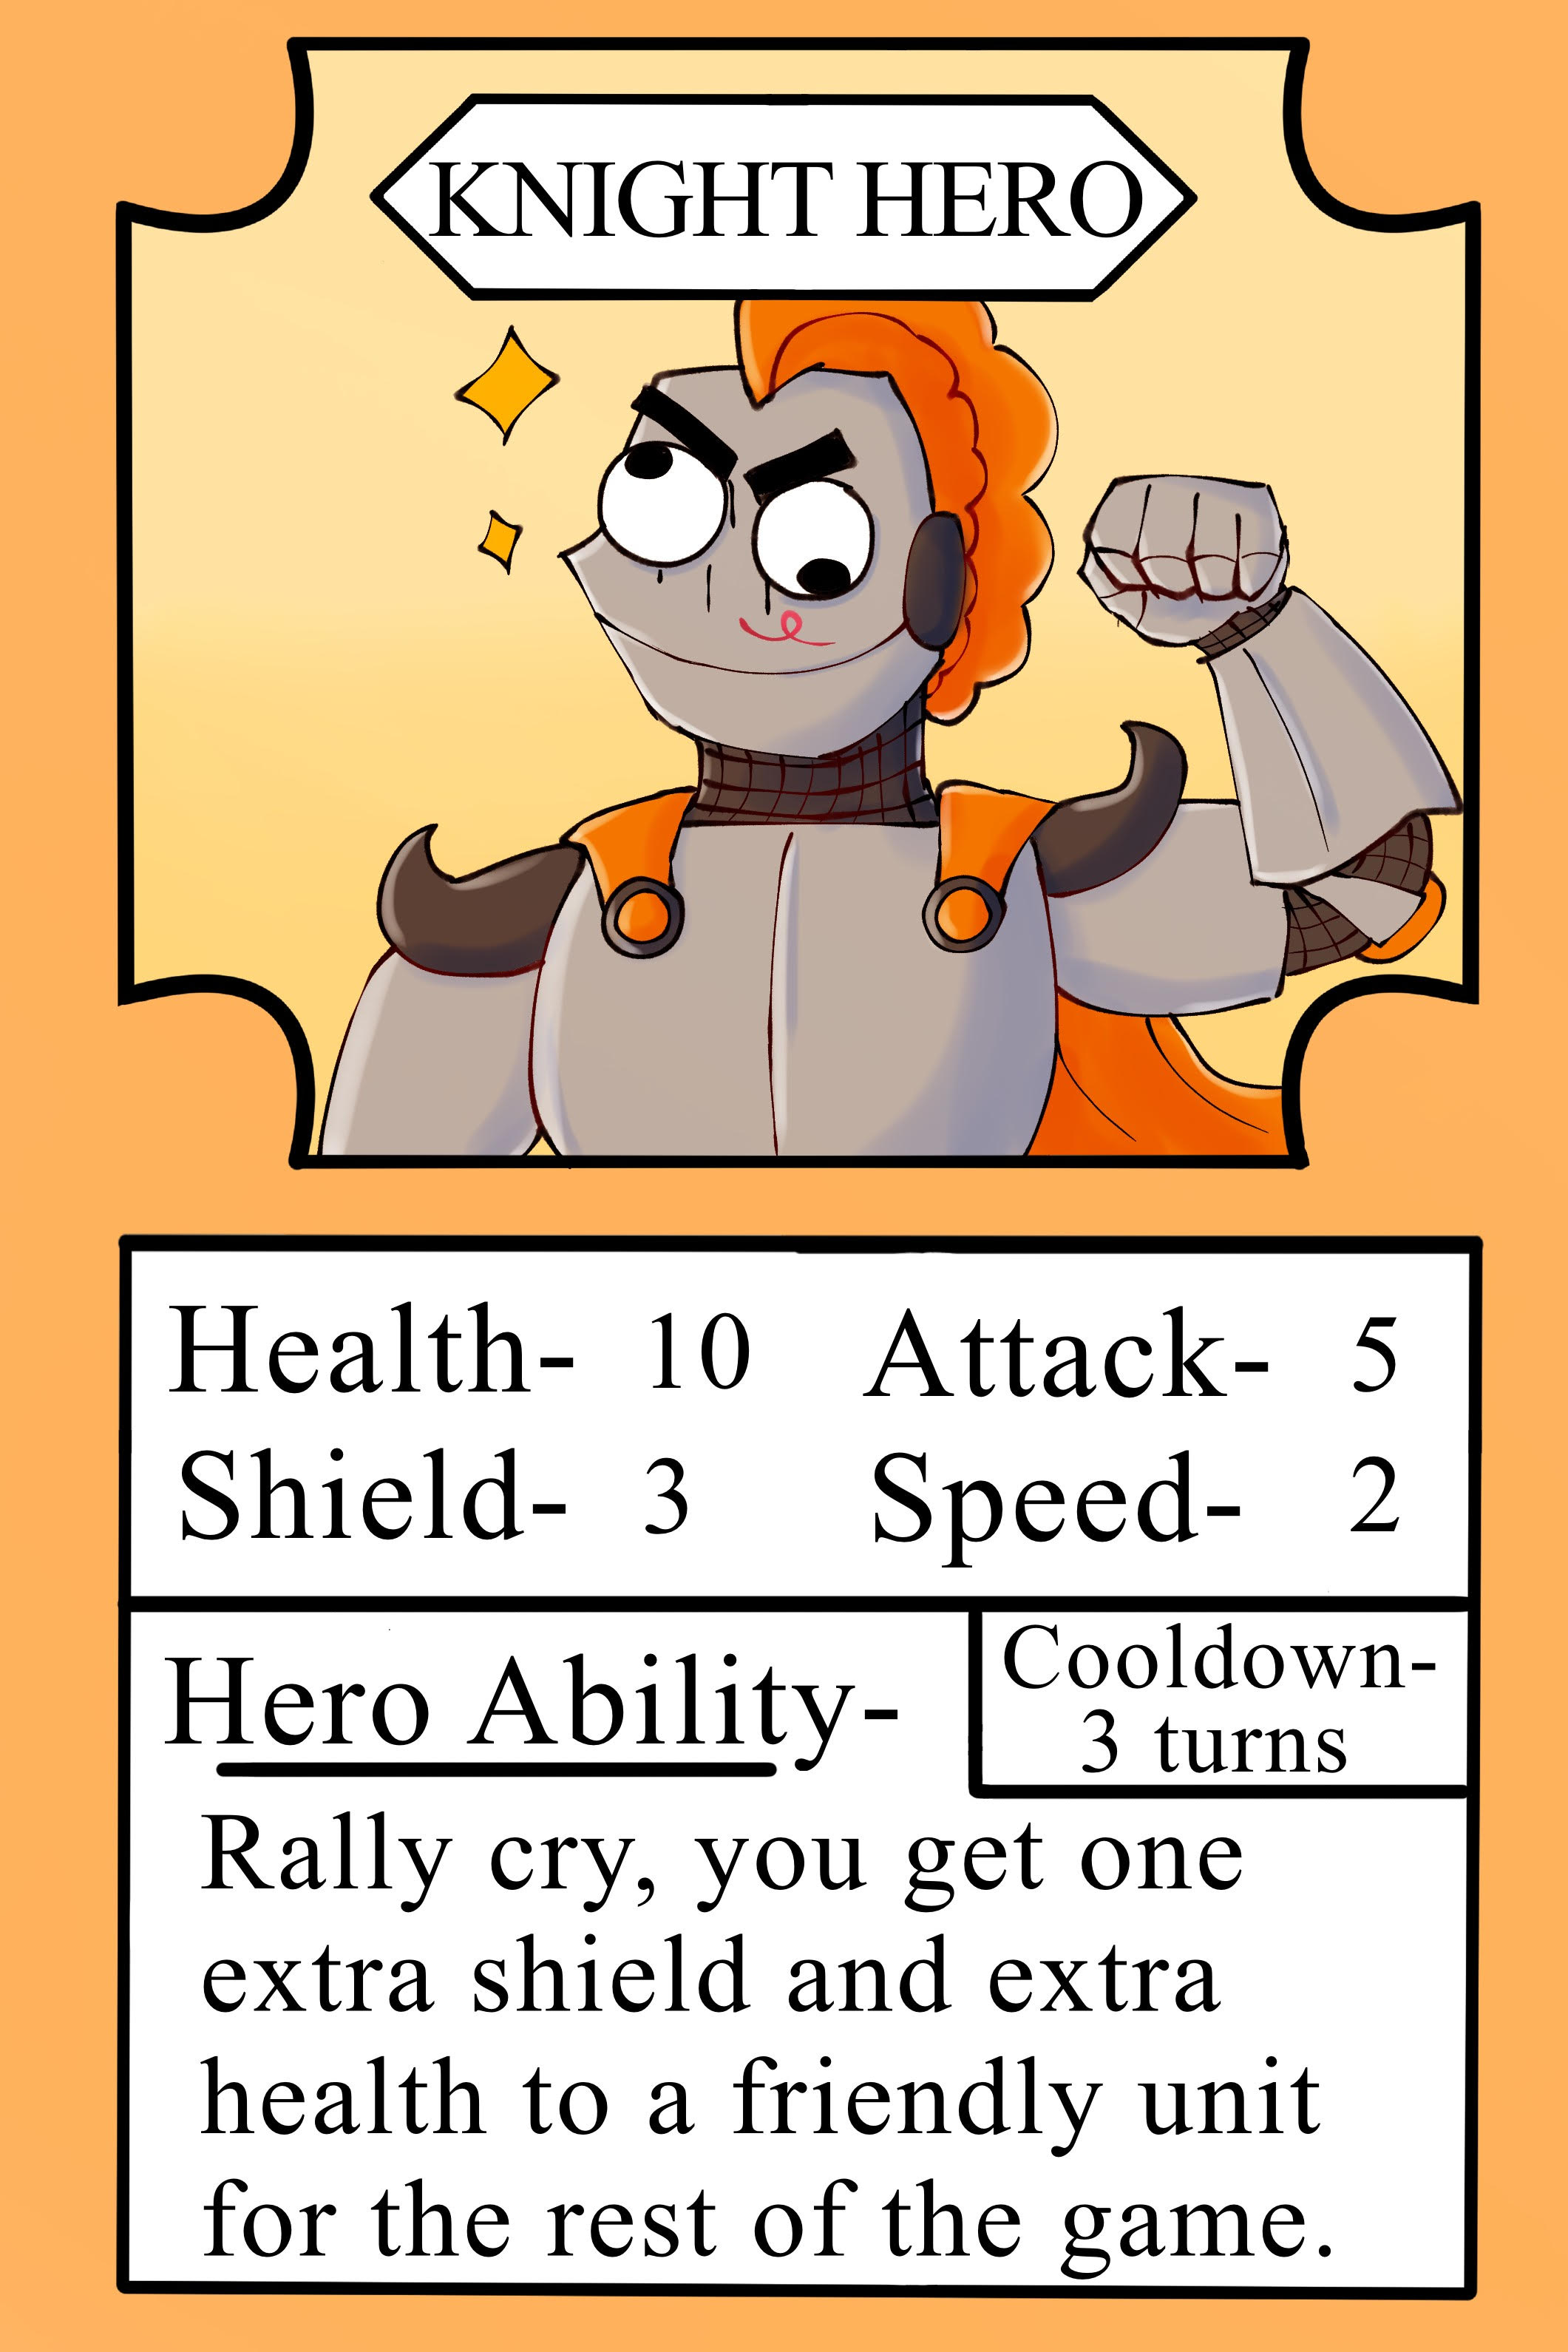 KNIGHT HERO
Health- 10 Attack- 5
Shield- 3 Speed- 2
Hero Ability-
Cooldown-
3 turns
Rally cry, you get one
extra shield and extra
health to a friendly unit
for the rest of the game.